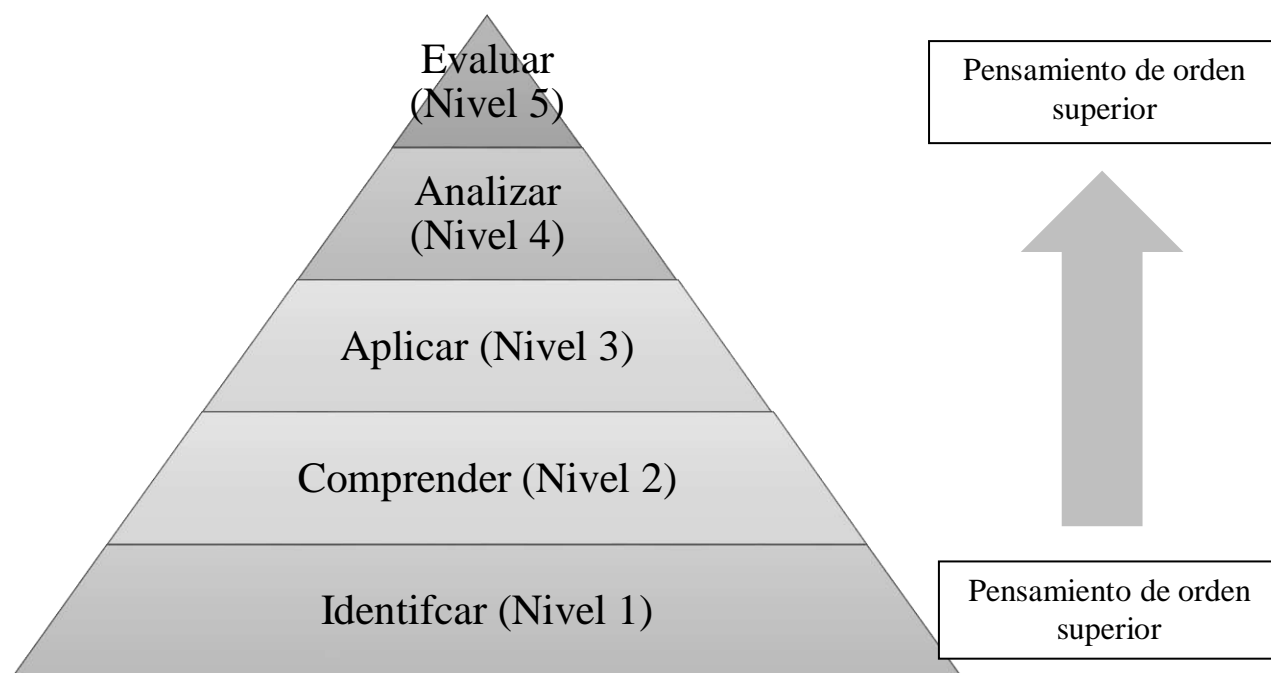 Evaluar
(Nivel 5)
Analizar
(Nivel 4)
Aplicar (Nivel 3)
Comprender (Nivel 2)
Identifcar (Nivel 1)
Pensamiento de orden
superior
Pensamiento de orden
superior